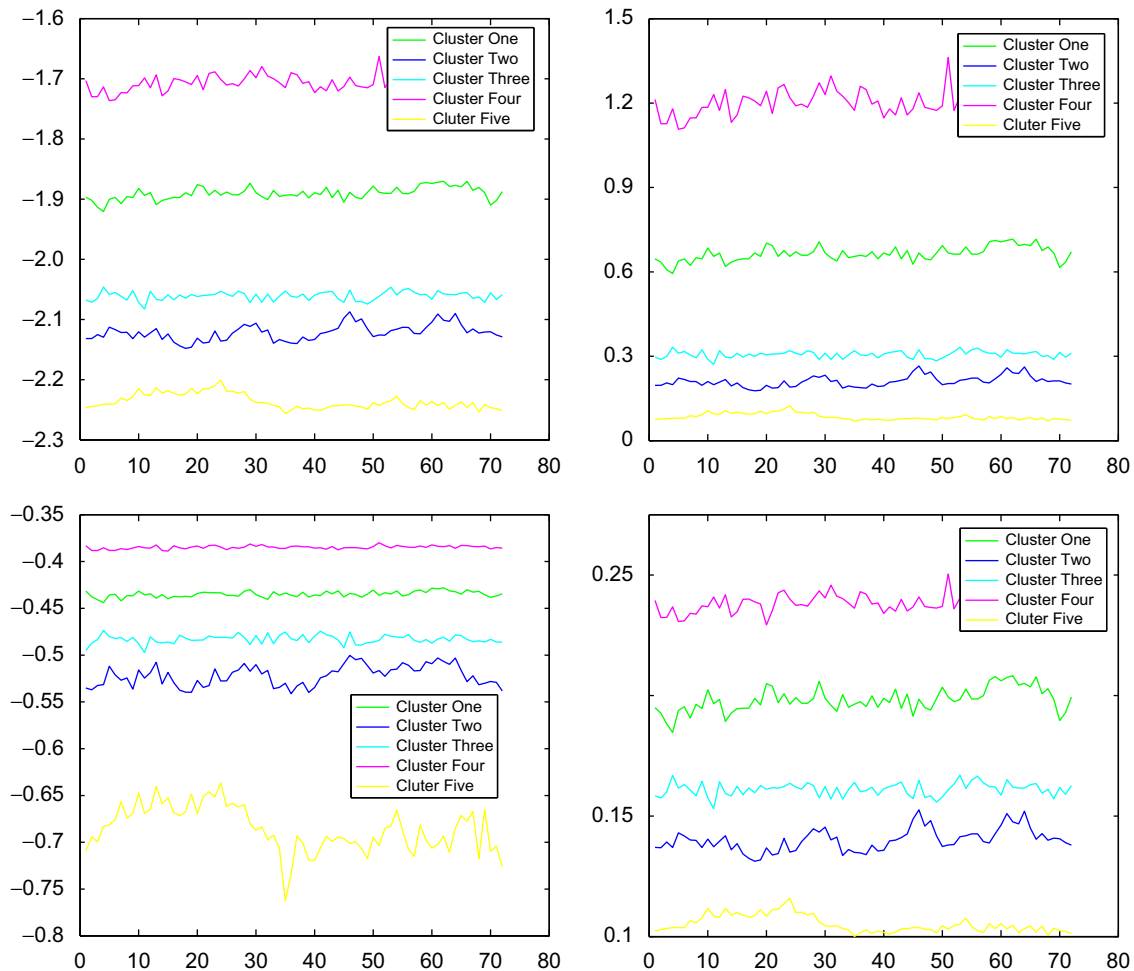 −1.6
−1.7
−1.8
−1.9
−2.0
−2.1
−2.2
−2.3
0 10 20 30 40 50 60 70 80
Cluster One
Cluster Two
Cluster Three
Cluster Four
Cluter Five
1.5
1.2
0.9
0.6
0.3
0
0 10 20 30 40 50 60 70 80
Cluster One
Cluster Two
Cluster Three
Cluster Four
Cluter Five
−0.35
−0.4
−0.45
−0.5
−0.55
−0.6
−0.65
−0.7
−0.75
−0.8
0 10 20 30 40 50 60 70 80
Cluster One
Cluster Two
Cluster Three
Cluster Four
Cluter Five
0.25
0.15
0.1
0 10 20 30 40 50 60 70 80
Cluster One
Cluster Two
Cluster Three
Cluster Four
Cluter Five